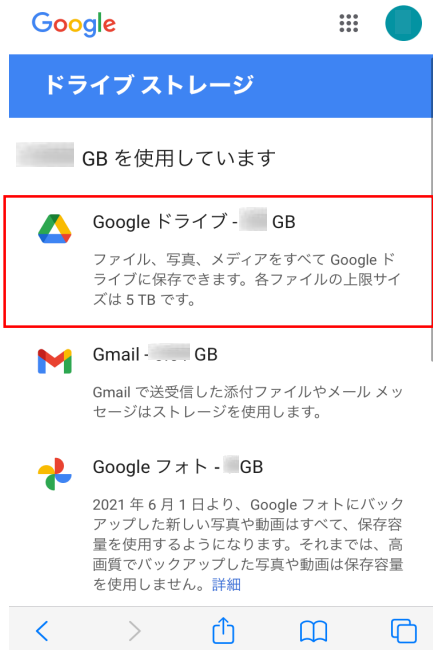 Google
ドライブ ストレージ
GB を使用しています
Google ドライブ - GB
ファイル、写真、メディアをすべて Google ド
ライブに保存できます。各ファイルの上限サイ
ズは 5 TB です。
Gmail - GB
Gmail で送受信した添付ファイルやメール メッ
セージはストレージを使用します。
Google フォト - GB
2021 年 6 月 1 日より、Google フォトにバック
アップした新しい写真や動画はすべて、保存容
量を使用するようになります。それまでは、高
画質でバックアップした写真や動画は保存容量
を使用しません。詳細